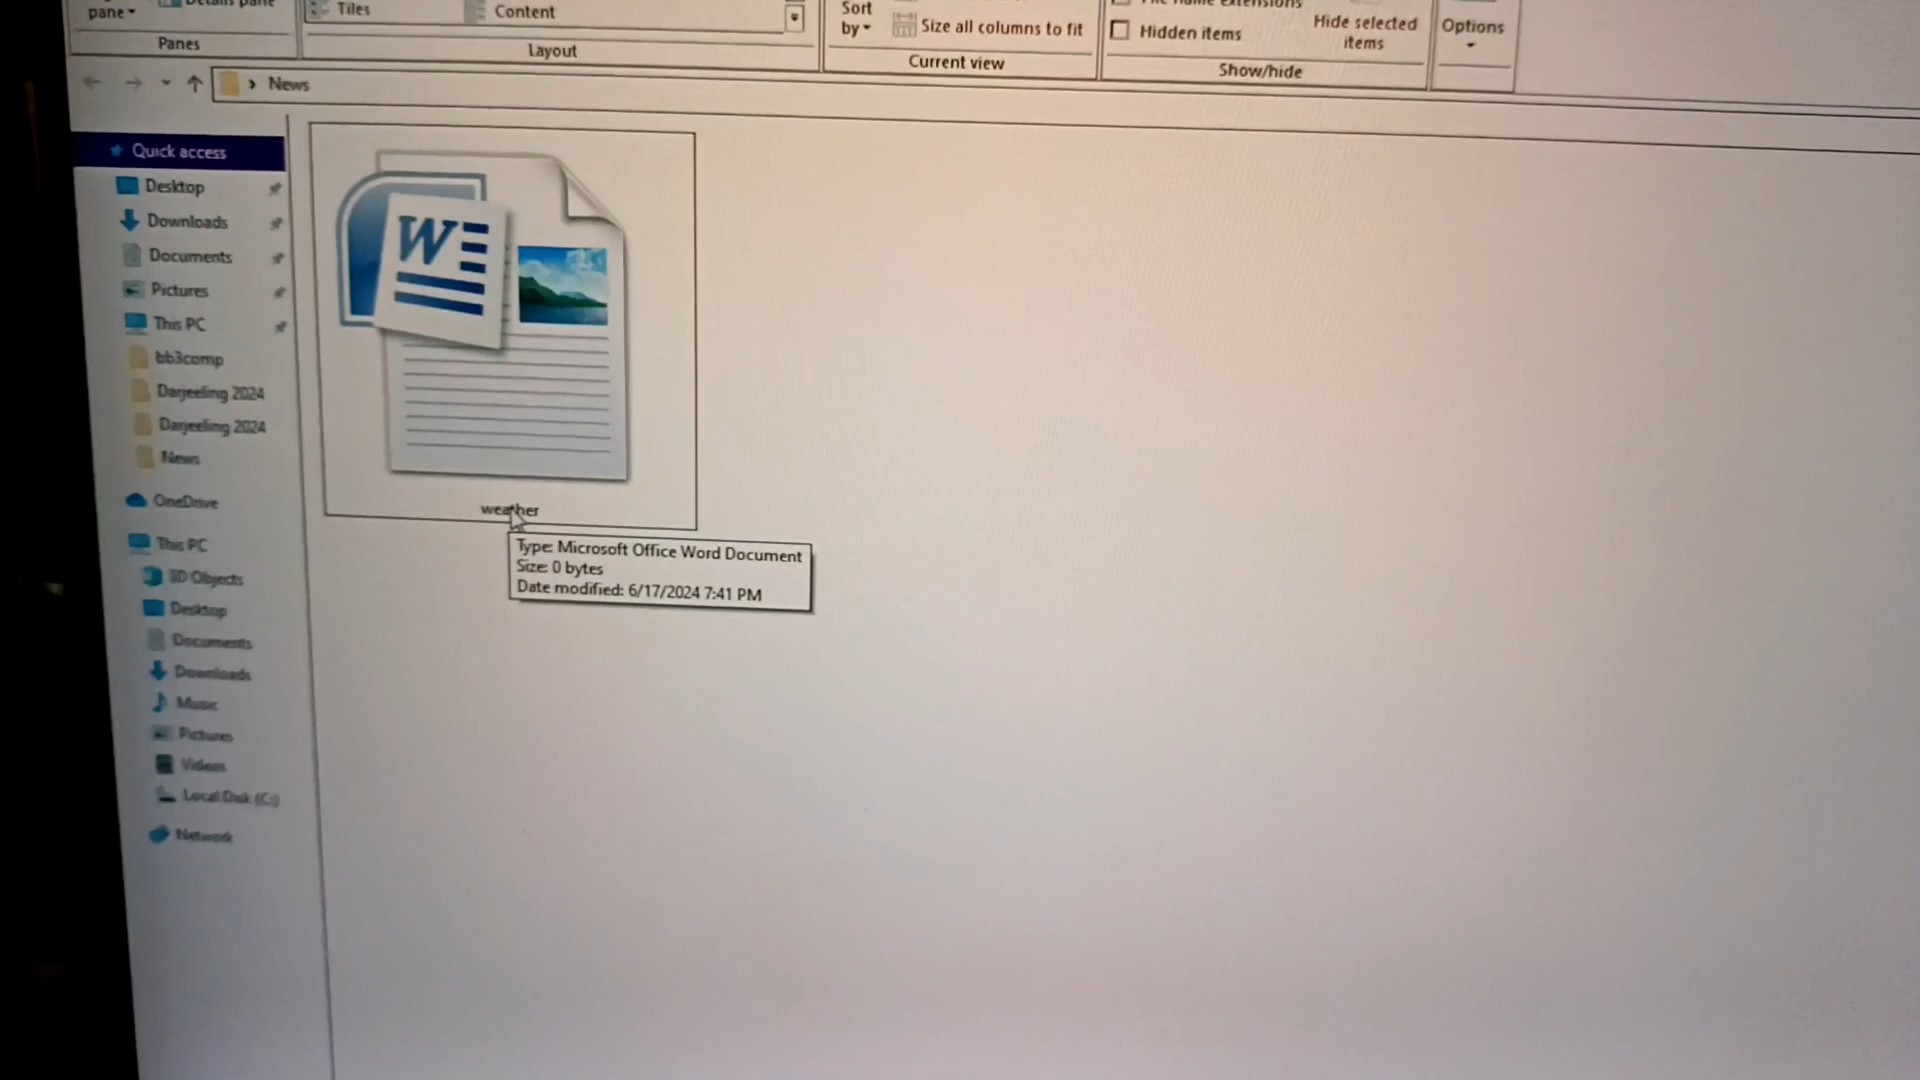 pane
Tiles
Content
Sort
by
Size all columns to fit
Hidden items
Hide selected
items
Options
Panes
Layout
Current view
Show/hide
News
Quick access
Desktop
Downloads
Documents
Pictures
This PC
bb3comp
Darjeeling 2024
Darjeeling 2024
News
OneDrive
This PC
3D Objects
Desktop
Documents
Downloads
Music
Pictures
Videos
Local Disk (C:)
Network
W
weather
Type: Microsoft Office Word Document
Size: 0 bytes
Date modified: 6/17/2024 7:41 PM